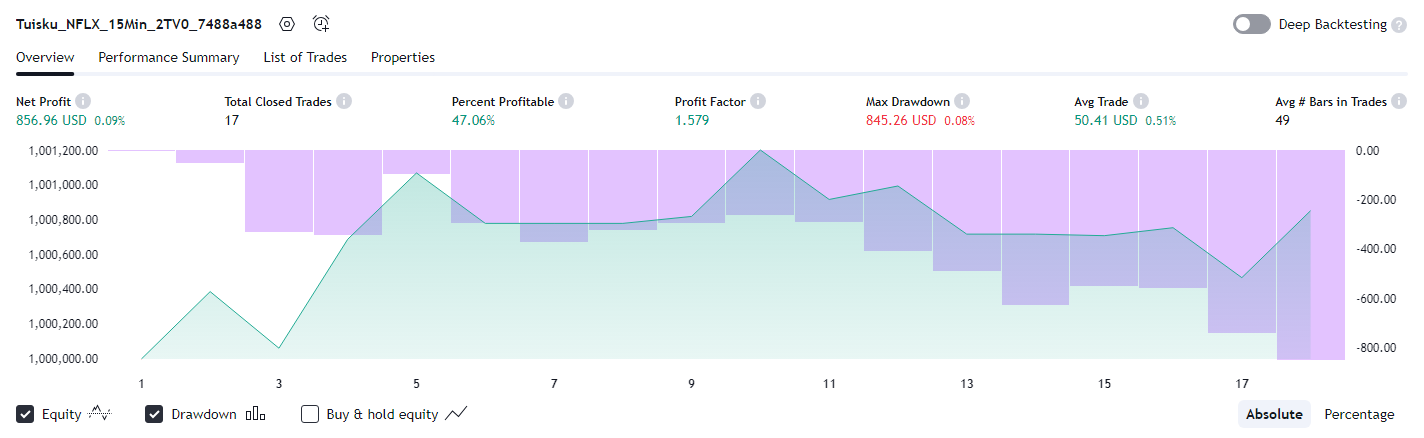 Tuisku_NFLX_15Min_2TV0_7488a488
Deep Backtesting ?
Overview Performance Summary List of Trades Properties
Net Profit Total Closed Trades Percent Profitable Profit Factor Max Drawdown Avg Trade Avg # Bars in Trades
856.96 USD 0.09% 17 47.06% 1.579 845.26 USD 0.08% 50.41 USD 0.51% 49
1,001,200.00 0.00
1,001,000.00 -200.00
1,000,800.00 -400.00
1,000,600.00 -600.00
1,000,400.00 -800.00
1,000,200.00
1,000,000.00
1 3 5 7 9 11 13 15 17
Equity Drawdown Buy & hold equity Absolute Percentage